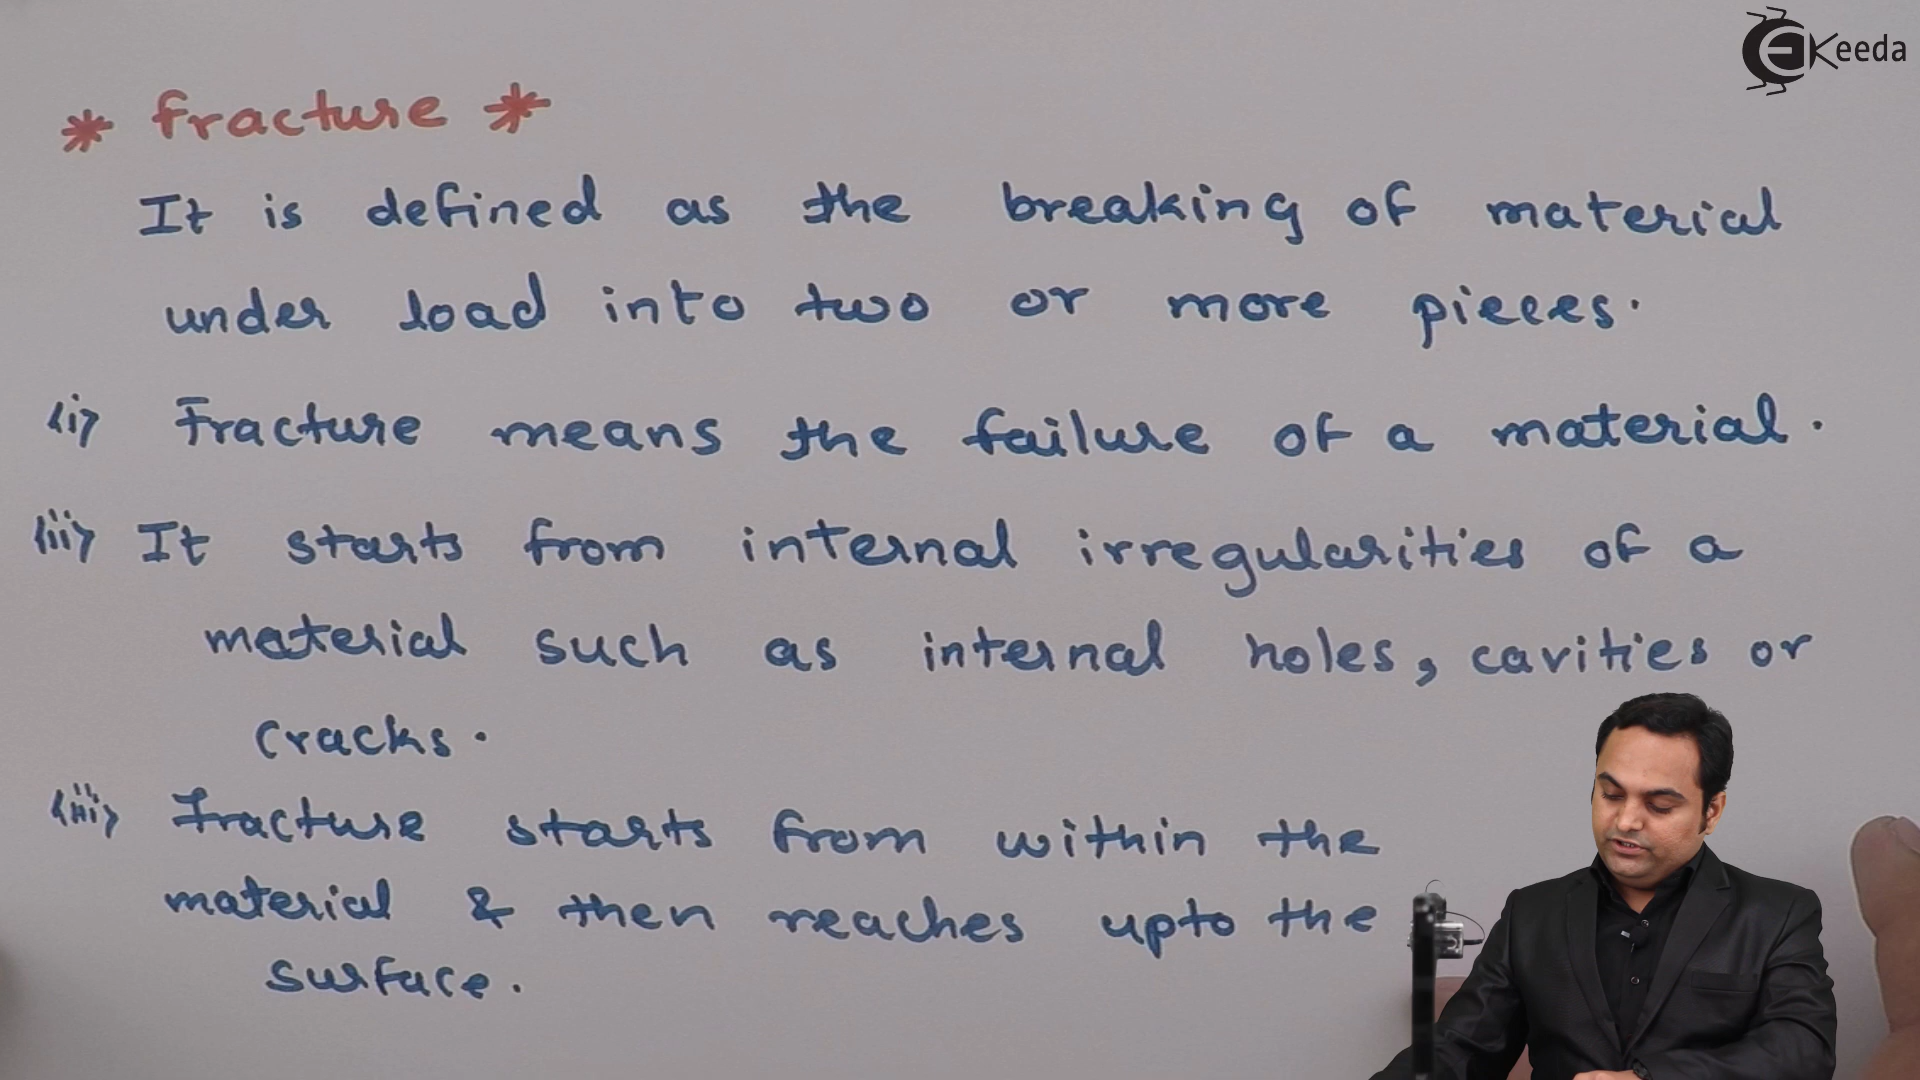 EKeeda
* Fracture *
It is defined as the breaking of material
under load into two or more pieces.
(i) Fracture means the failure of a material.
(ii) It starts from internal irregularities of a
material such as internal holes, cavities or
cracks.
(iii) Fracture starts from within the
material & then reaches upto the
surface.